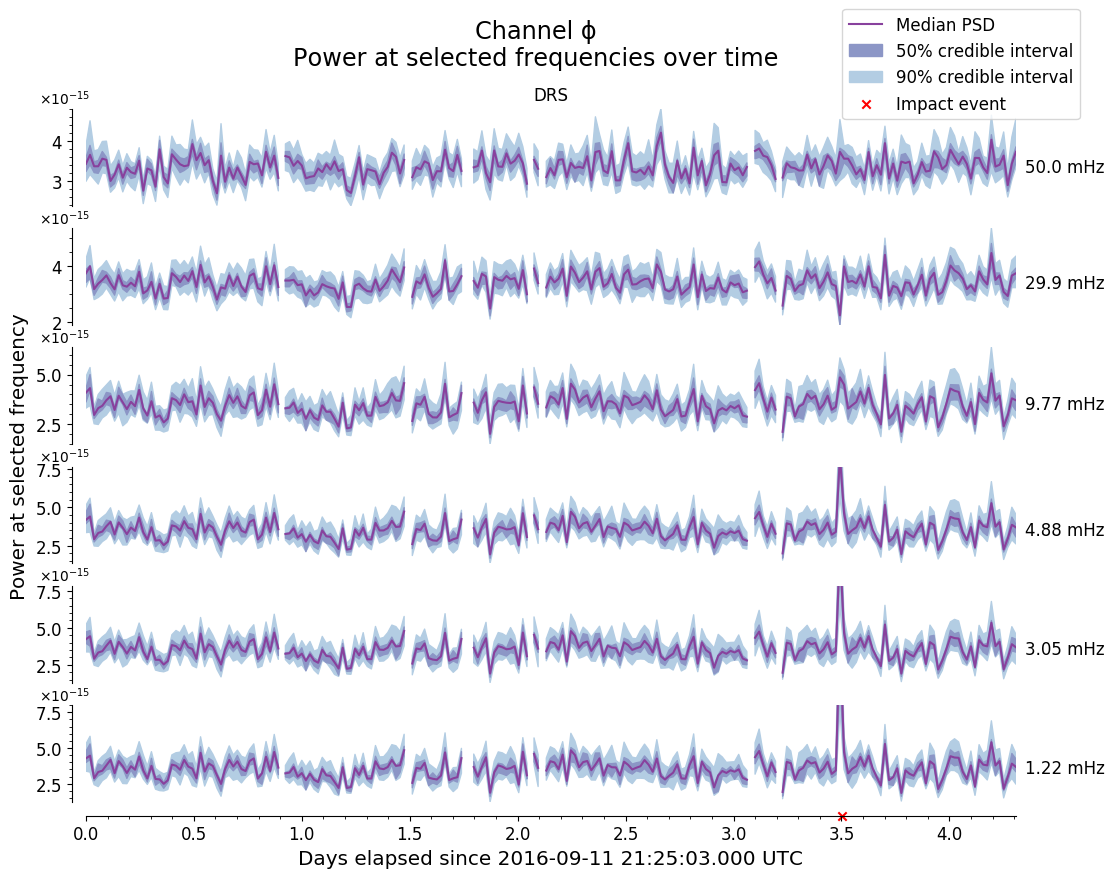 Channel ϕ
Power at selected frequencies over time
DRS
Median PSD
50% credible interval
90% credible interval
Impact event
×10⁻¹⁵
4
3
50.0 mHz
×10⁻¹⁵
4
2
29.9 mHz
×10⁻¹⁵
5.0
2.5
9.77 mHz
×10⁻¹⁵
7.5
5.0
2.5
4.88 mHz
×10⁻¹⁵
7.5
5.0
2.5
3.05 mHz
×10⁻¹⁵
7.5
5.0
2.5
1.22 mHz
Power at selected frequency
0.0 0.5 1.0 1.5 2.0 2.5 3.0 3.5 4.0
Days elapsed since 2016-09-11 21:25:03.000 UTC